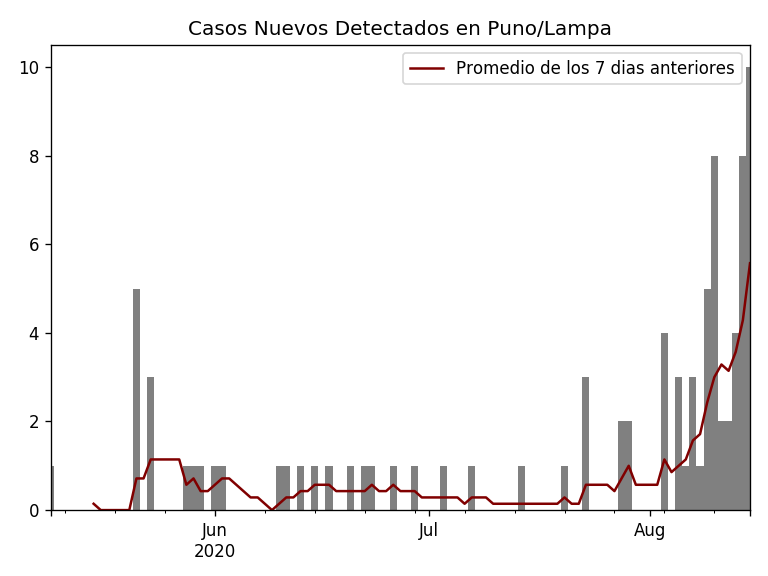 Casos Nuevos Detectados en Puno/Lampa
Promedio de los 7 dias anteriores
10
8
6
4
2
0
Jun
2020
Jul
Aug